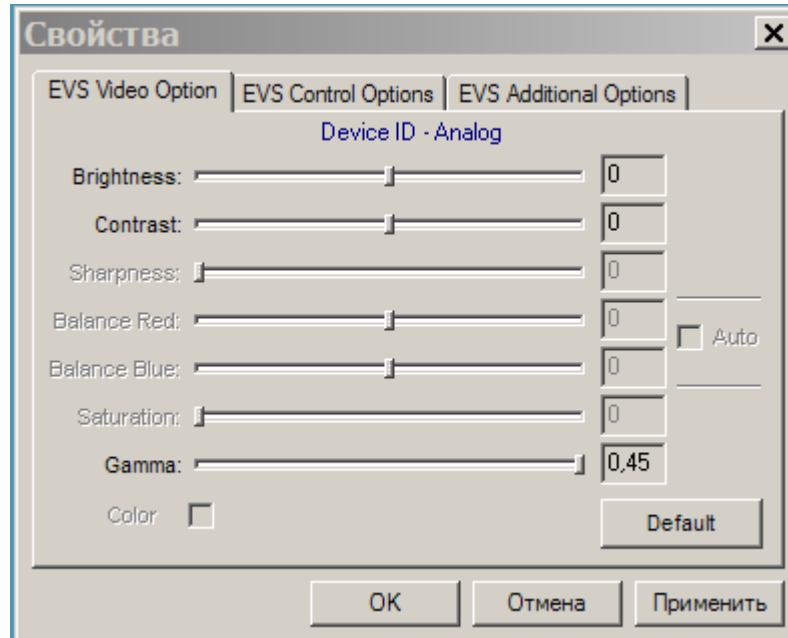 Свойства
EVS Video Option EVS Control Options EVS Additional Options
Device ID - Analog
Brightness: 0
Contrast: 0
Sharpness: 0
Balance Red: 0
Auto
Balance Blue: 0
Saturation: 0
Gamma: 0,45
Color
Default
OK Отмена Применить